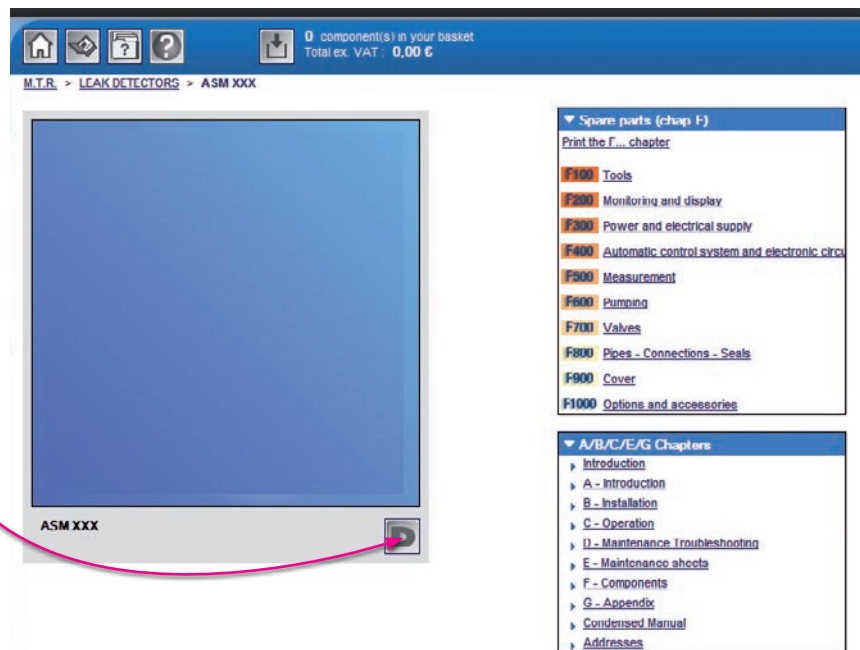 0 component(s) in your basket
Total ex. VAT : 0,00 €
M.T.R. > LEAK DETECTORS > ASM XXX
ASM XXX
D
▼ Spare parts (chap F)
Print the F... chapter
F100 Tools
F200 Monitoring and display
F300 Power and electrical supply
F400 Automatic control system and electronic circu
F500 Measurement
F600 Pumping
F700 Valves
F800 Pipes - Connections - Seals
F900 Cover
F1000 Options and accessories
▼ A/B/C/E/G Chapters
Introduction
A - Introduction
B - Installation
C - Operation
D - Maintenance Troubleshooting
E - Maintenance sheets
F - Components
G - Appendix
Condensed Manual
Addresses